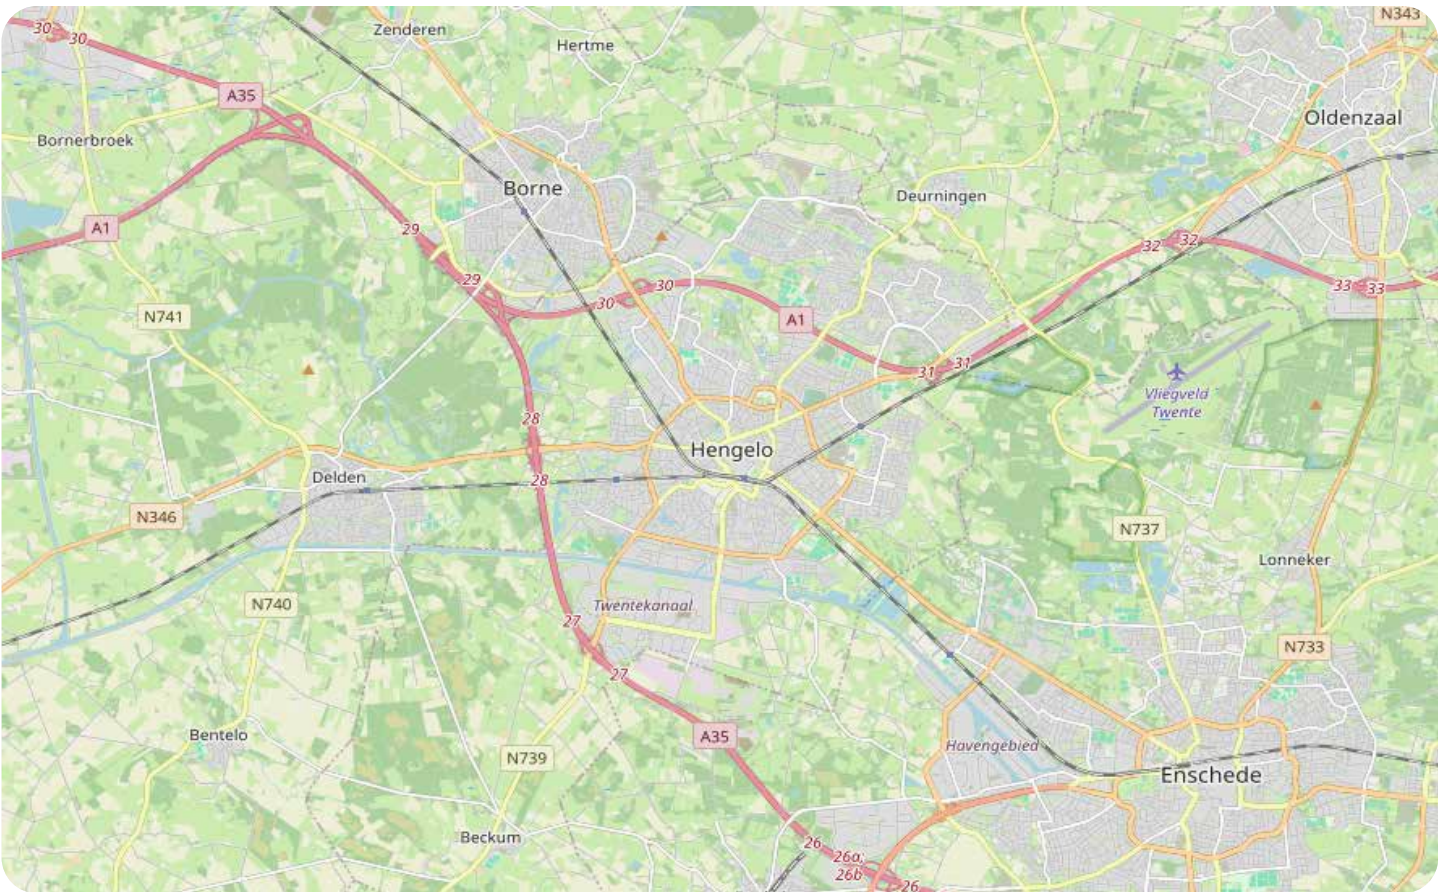 N343
Zenderen
30
30
Hertme
A35
Oldenzaal
Bornerbroek
Borne
Deurningen
A1
29
32
32
29
30
30
33
33
N741
A1
31
31
Vliegveld
Twente
28
Hengelo
Delden
28
N346
N737
Lonneker
N740
Twentekanaal
27
N733
27
Bentelo
A35
Havengebied
N739
Enschede
Beckum
26
26a,
26b
26